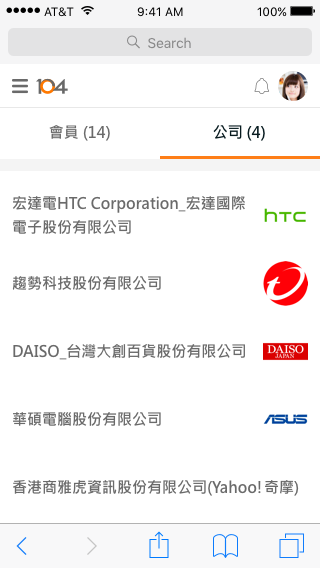 AT&T 9:41 AM 100%
Search
104
會員 (14) 公司 (4)
宏達電HTC Corporation_宏達國際
電子股份有限公司
hTC
趨勢科技股份有限公司
DAISO_台灣大創百貨股份有限公司
DAISO
JAPAN
華碩電腦股份有限公司
ASUS
香港商雅虎資訊股份有限公司(Yahoo! 奇摩)